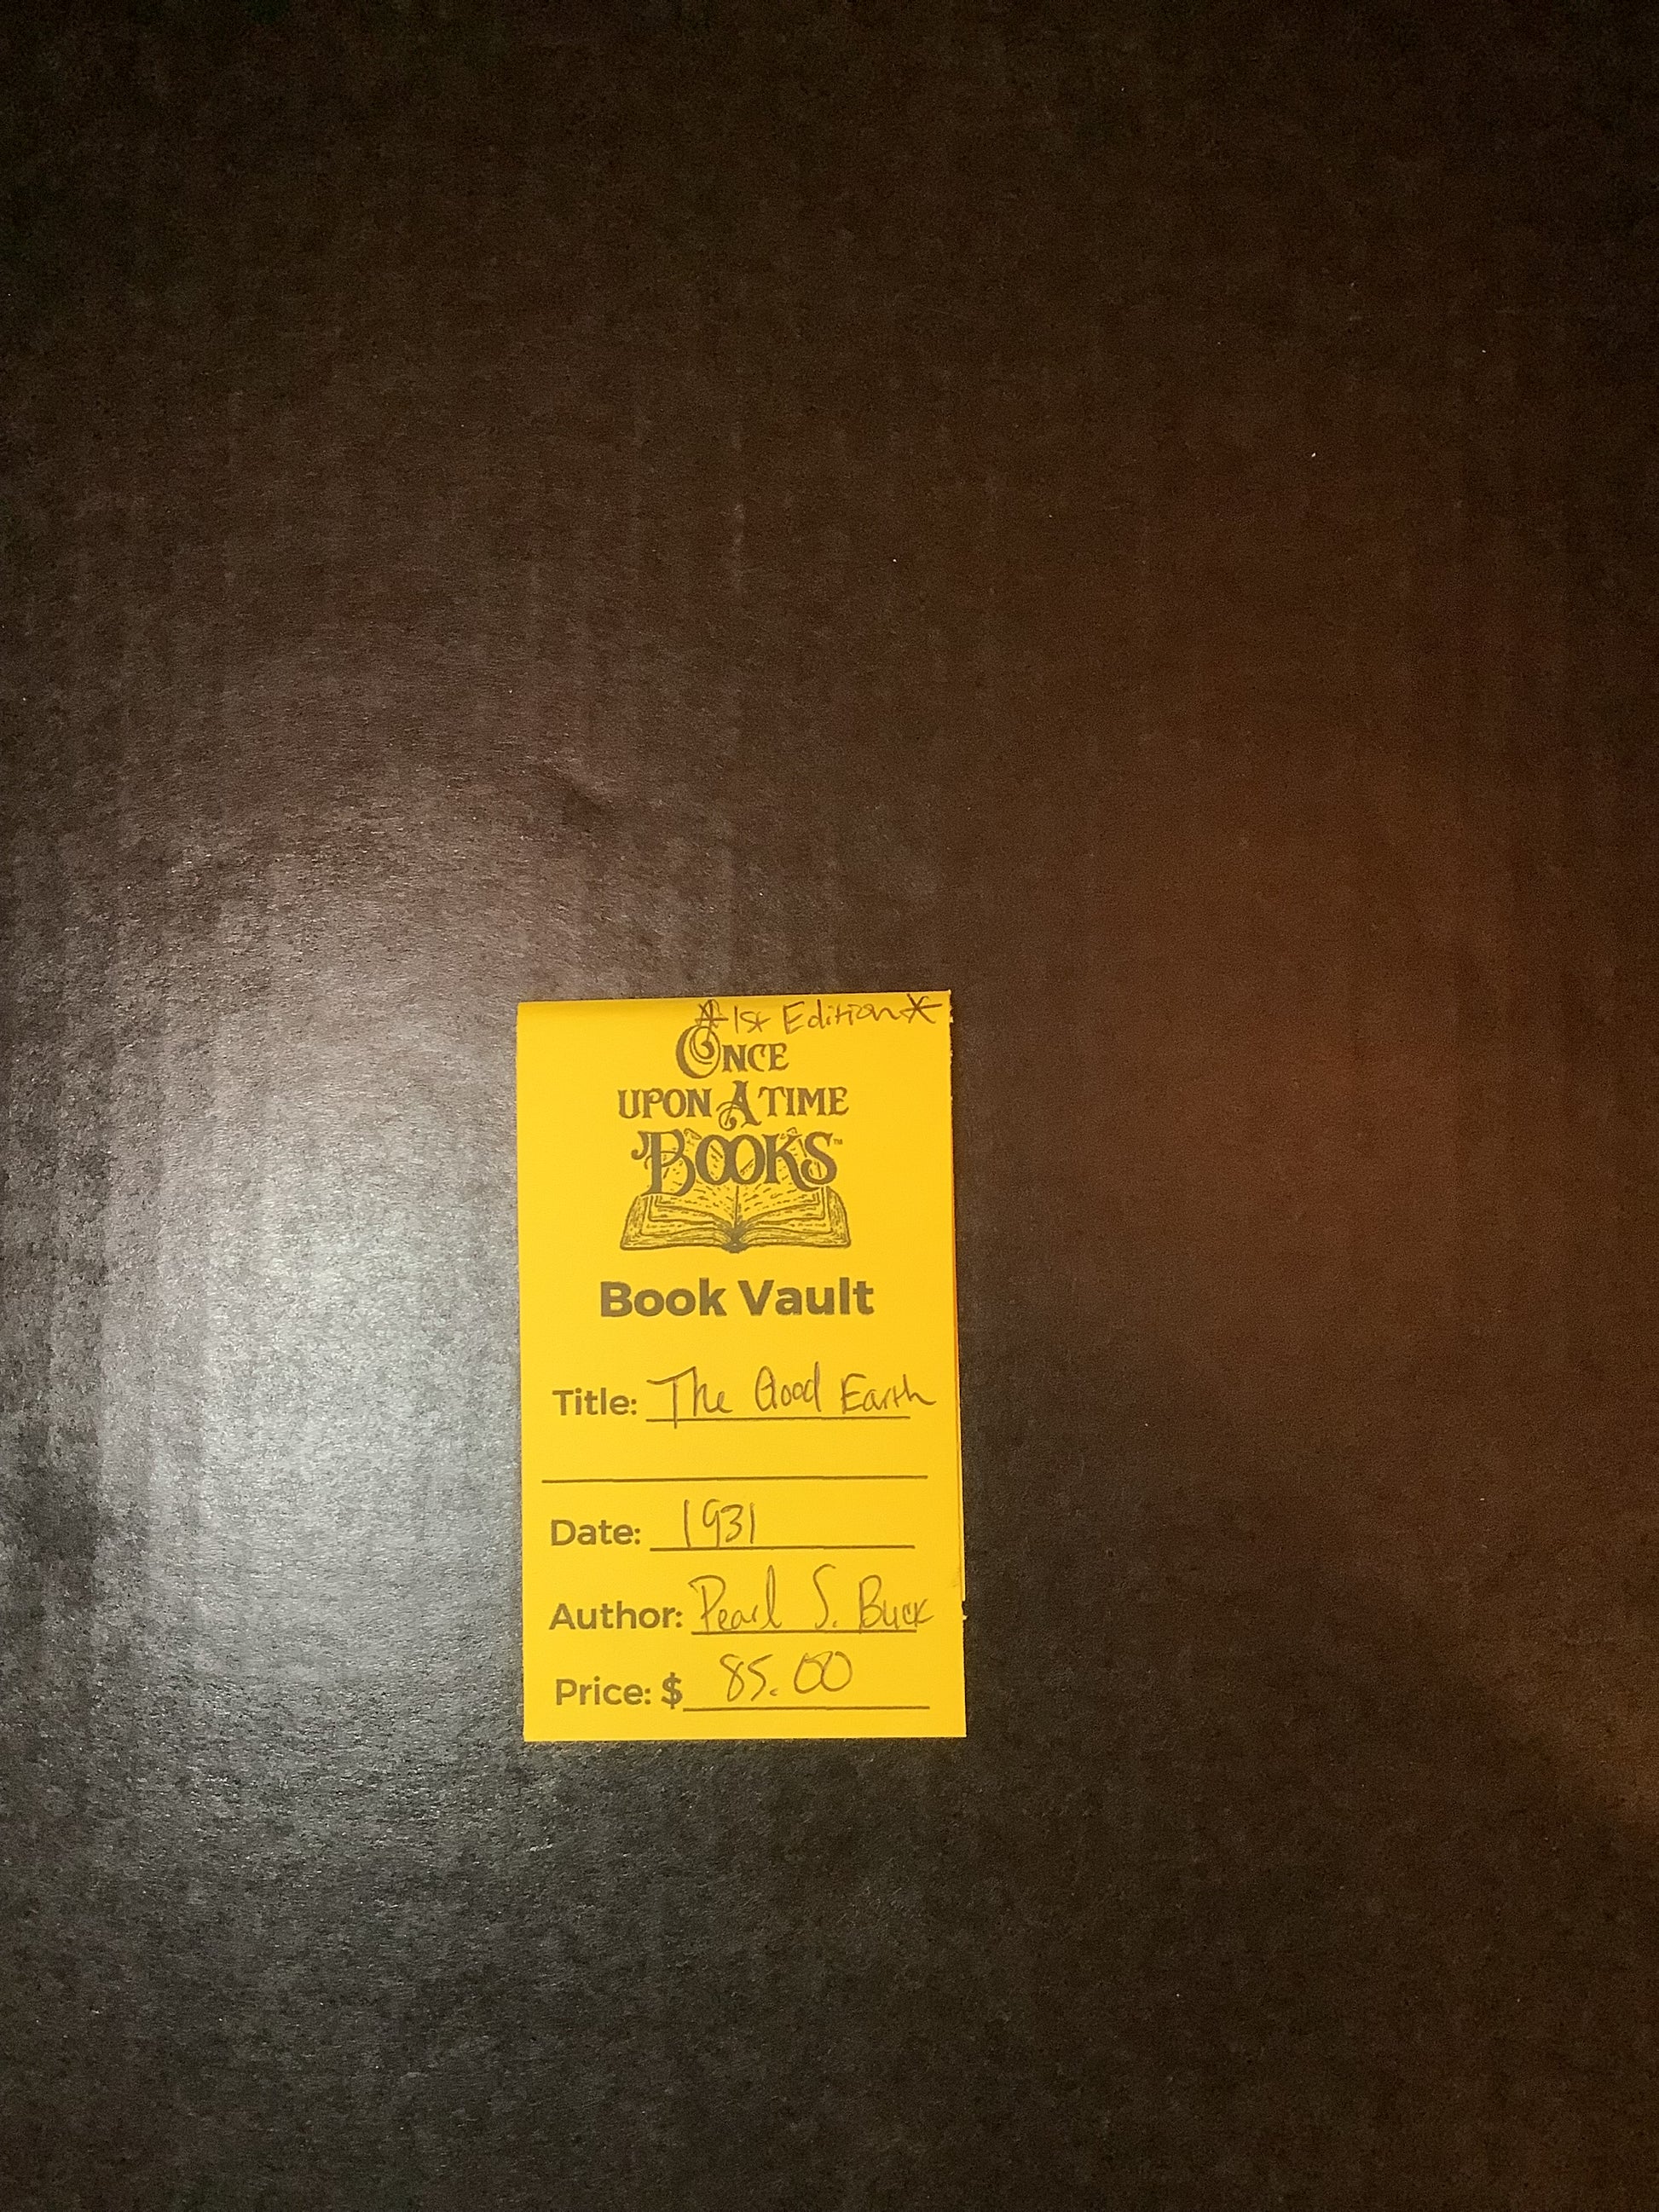 *1st Edition*
ONCE
UPON A TIME
BOOKS™
Book Vault
Title: The Good Earth
Date: 1931
Author: Pearl S. Buck
Price: $ 85.00